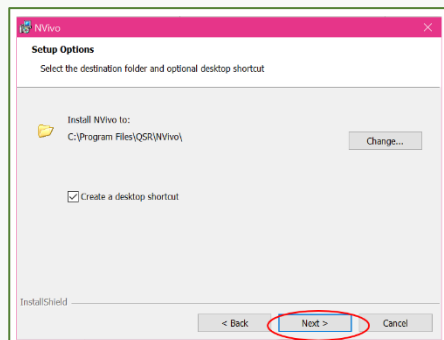 NVivo
Setup Options
Select the destination folder and optional desktop shortcut
Install NVivo to:
C:\Program Files\QSR\NVivo\
Change...
Create a desktop shortcut
InstallShield
< Back Next > Cancel